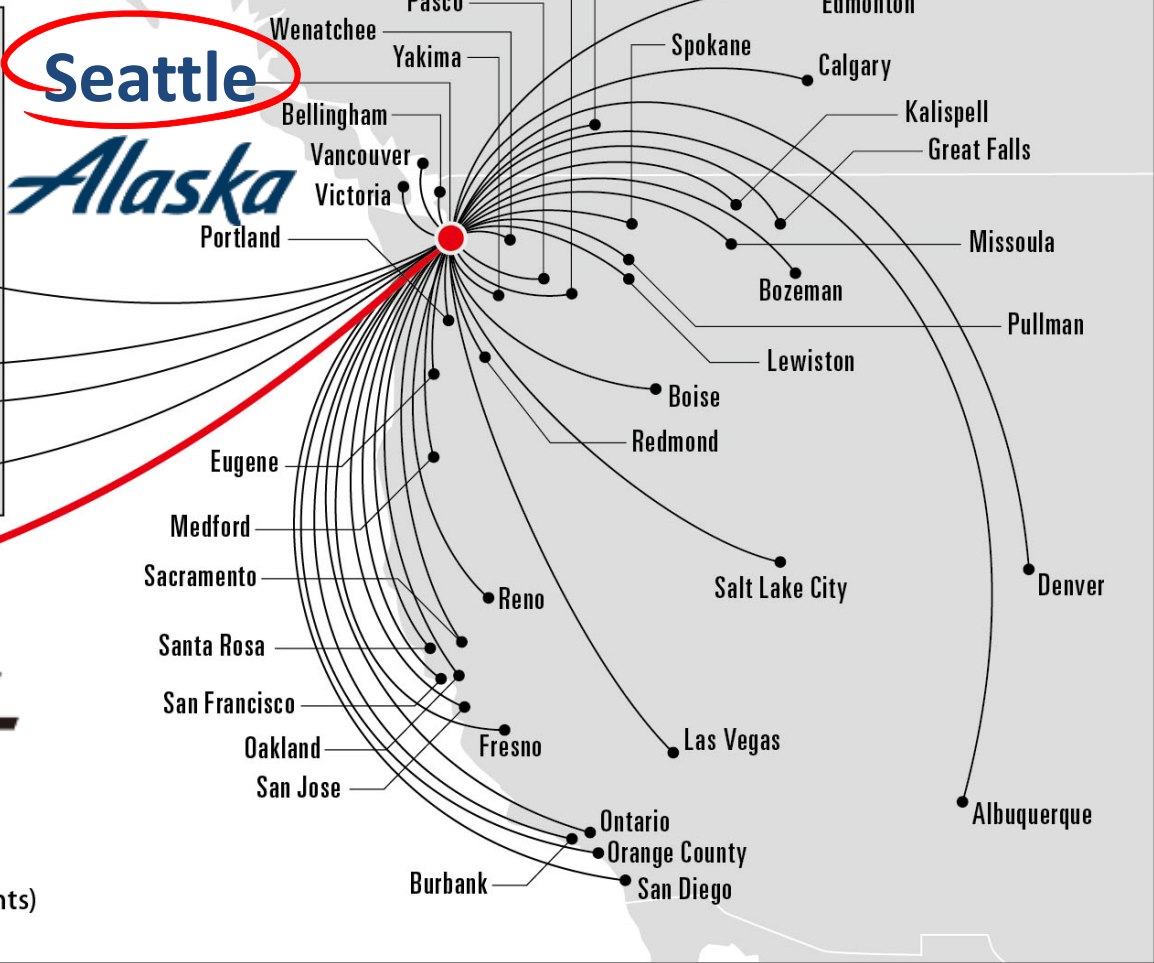 Pasco
Edmonton
Wenatchee
Spokane
Yakima
Calgary
Seattle
Kalispell
Bellingham
Great Falls
Vancouver
Alaska
Victoria
Portland
Missoula
Bozeman
Pullman
Lewiston
Boise
Redmond
Eugene
Medford
Sacramento
Salt Lake City
Denver
Reno
Santa Rosa
San Francisco
Oakland
Fresno
Las Vegas
San Jose
Albuquerque
Ontario
Orange County
Burbank
San Diego
nts)